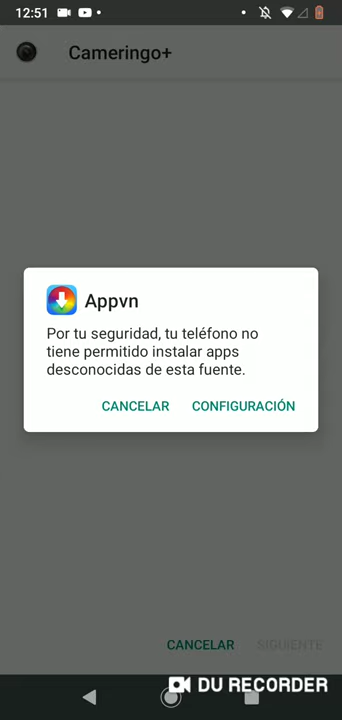 12:51
Cameringo+
Appvn
Por tu seguridad, tu teléfono no
tiene permitido instalar apps
desconocidas de esta fuente.
CANCELAR CONFIGURACIÓN
CANCELAR SIGUIENTE
DU RECORDER